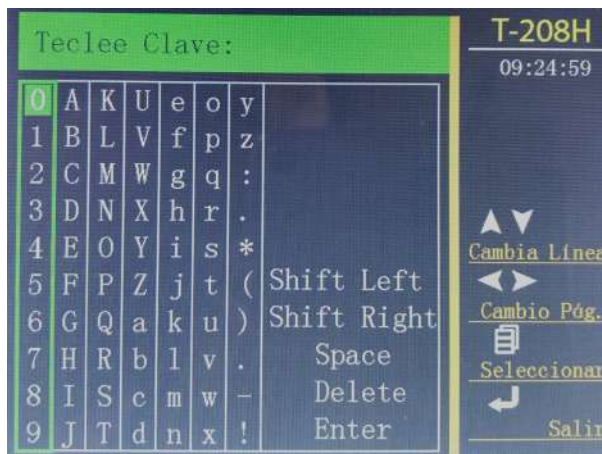 Teclee Clave:
T-208H
09:24:59
0 A K U e o y
1 B L V f p z
2 C M W g q :
3 D N X h r .
4 E O Y i s *
5 F P Z j t ( Shift Left
6 G Q a k u ) Shift Right
7 H R b l v . Space
8 I S c m w - Delete
9 J T d n x ! Enter
Cambia Línea
Cambio Pág.
Seleccionar
Salir